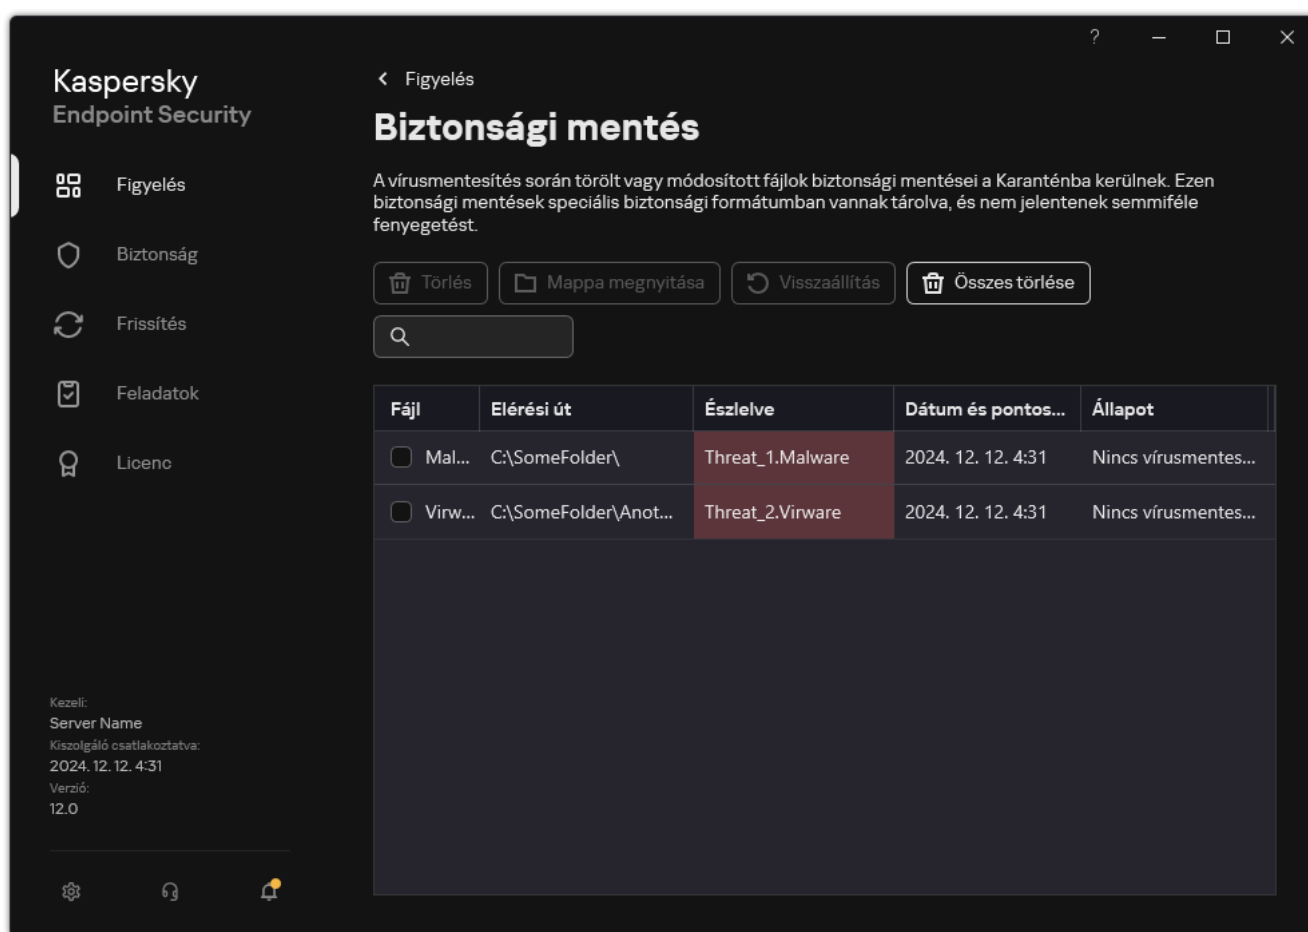 ?
Kaspersky
Endpoint Security
Figyelés
Biztonság
Frissítés
Feladatok
Licenc
Kezeli:
Server Name
Kiszolgáló csatlakoztatva:
2024. 12. 12. 4:31
Verzió:
12.0
Figyelés
Biztonsági mentés
A vírusmentesítés során törölt vagy módosított fájlok biztonsági mentései a Karanténba kerülnek. Ezen
biztonsági mentések speciális biztonsági formátumban vannak tárolva, és nem jelentenek semmiféle
fenyegetést.
Törlés Mappa megnyitása Visszaállítás Összes törlése
Fájl Elérési út Észlelve Dátum és pontos... Állapot
Mal... C:\SomeFolder\ Threat_1.Malware 2024. 12. 12. 4:31 Nincs vírusmentes...
Virw... C:\SomeFolder\Anot... Threat_2.Virware 2024. 12. 12. 4:31 Nincs vírusmentes...